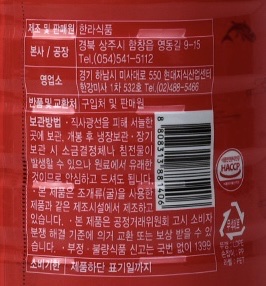 제조 및 판매원 한라식품
본사 / 공장 경북 상주시 함창읍 영동길 9-15
Tel.(054)541-5112
영업소 경기 하남시 미사대로 550 현대지식산업센터
한강미사 1차 532호 Tel.(02)488-5466
반품 및 교환처 구입처 및 판매원
보관방법 · 직사광선을 피해 서늘한
곳에 보관, 개봉 후 냉장보관 · 장기
보관 시 소금결정체나 침전물이
발생할 수 있으나 원료에서 유래한
것이므로 안심하고 드셔도 됩니다.
· 본 제품은 조개류(굴)을 사용한
제품과 같은 제조시설에서 제조하고
있습니다. · 본 제품은 공정거래위원회 고시 소비자
분쟁 해결 기준에 의거 교환 또는 보상 받을 수 있
습니다. · 부정 · 불량식품 신고는 국번 없이 1399
소비기한 제품하단 표기일까지
8 808313 881406
HACCP